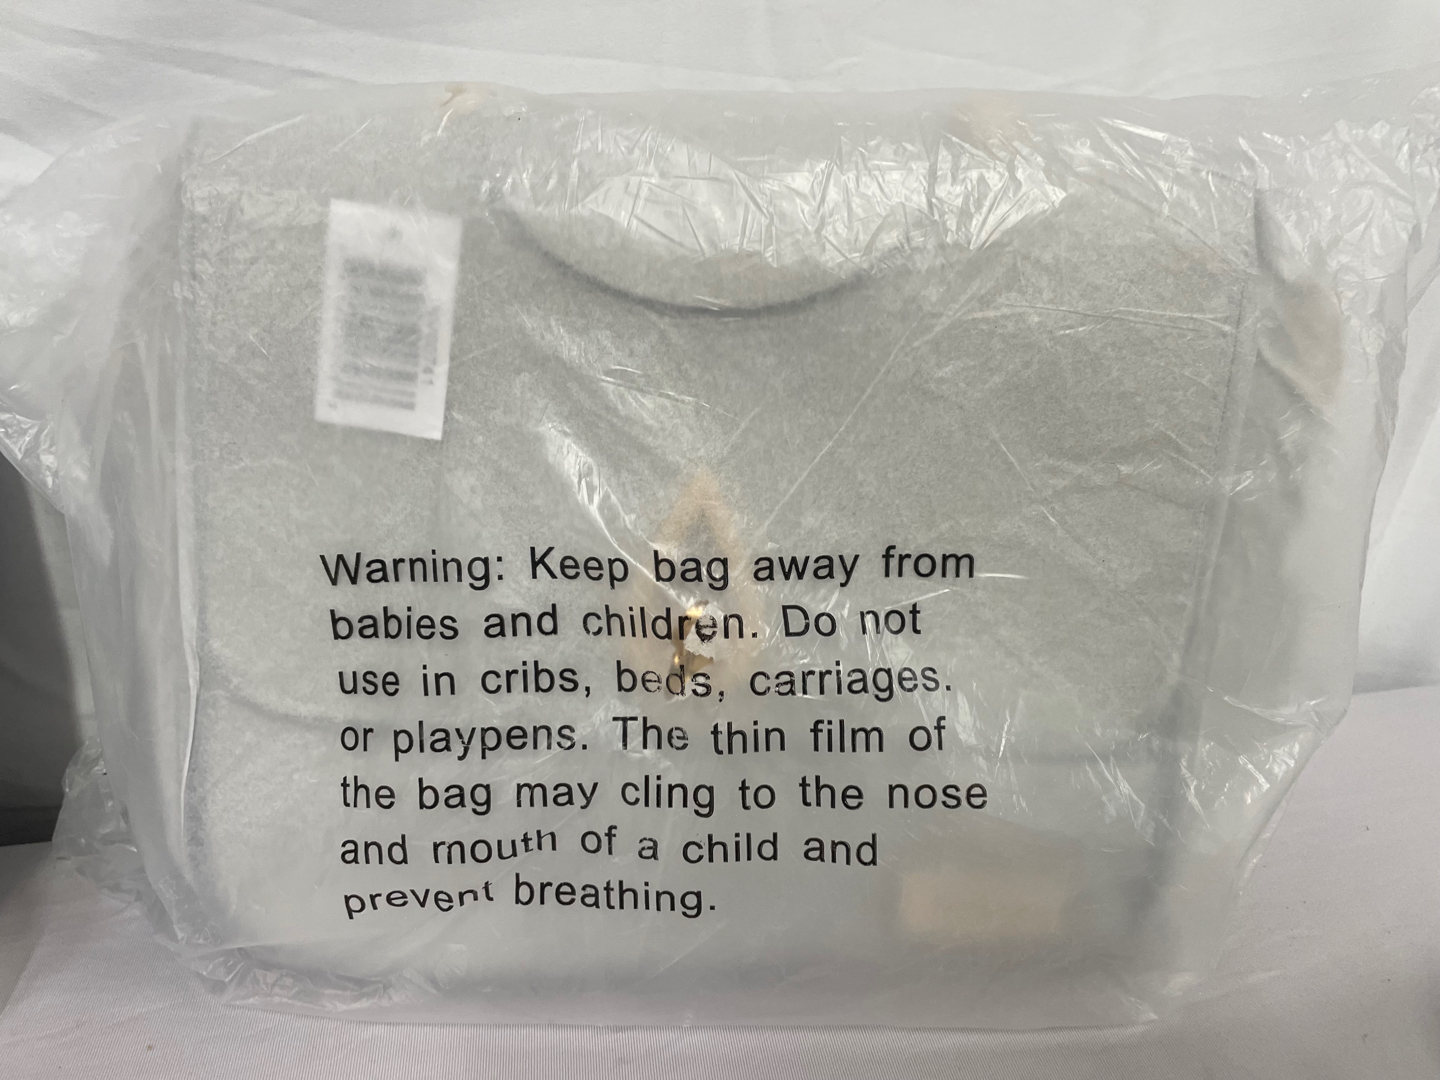 Warning: Keep bag away from
babies and children. Do not
use in cribs, beds, carriages.
or playpens. The thin film of
the bag may cling to the nose
and mouth of a child and
prevent breathing.